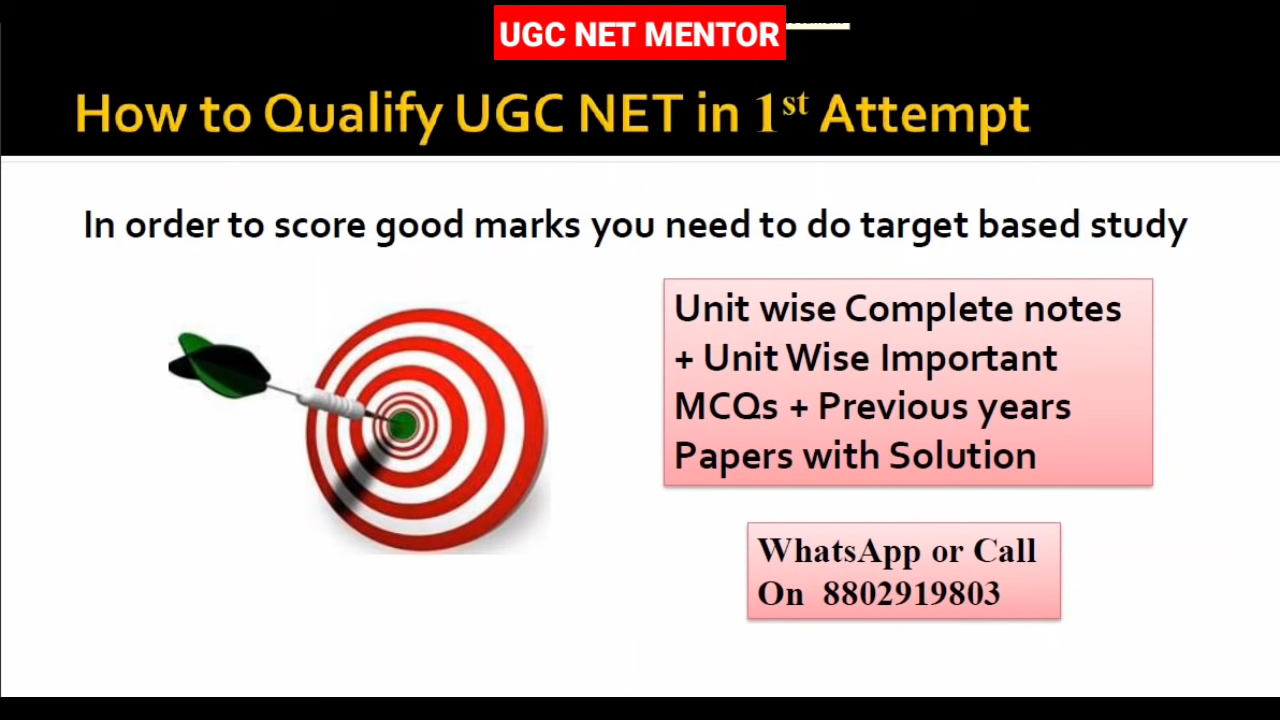 UGC NET MENTOR
How to Qualify UGC NET in 1st Attempt
In order to score good marks you need to do target based study
Unit wise Complete notes
+ Unit Wise Important
MCQs + Previous years
Papers with Solution
WhatsApp or Call
On 8802919803